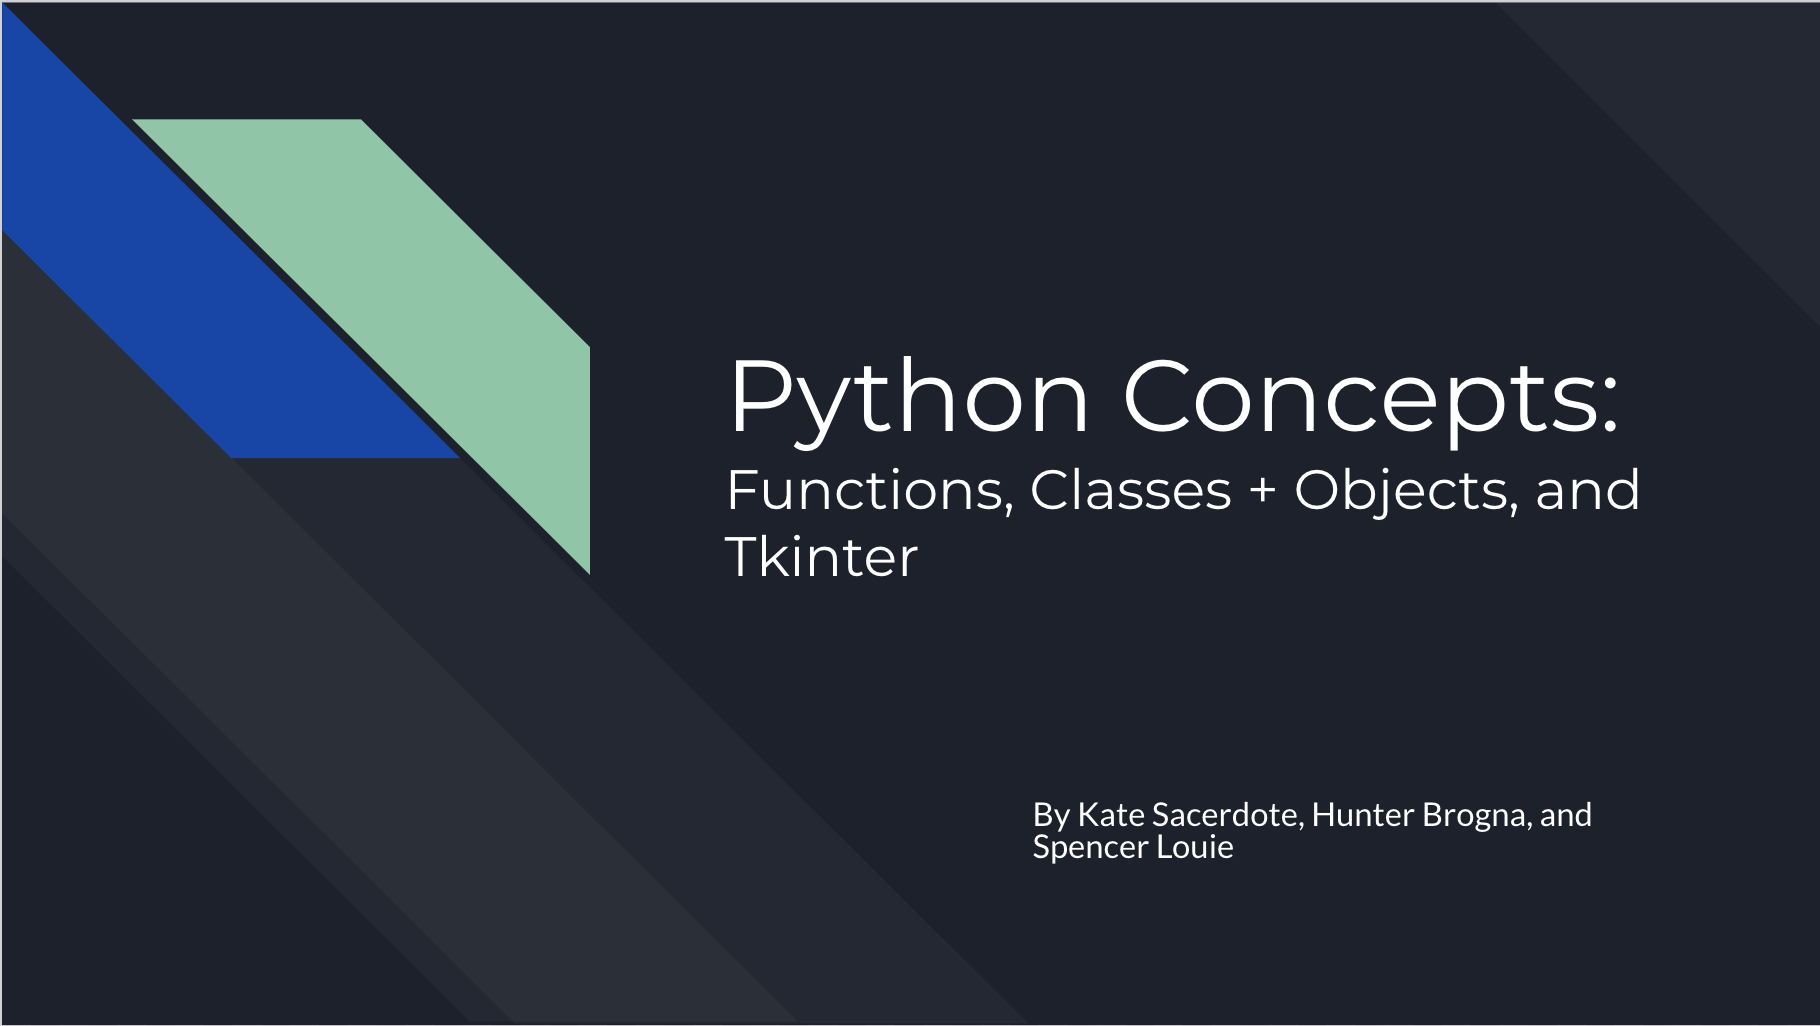 Python Concepts:
Functions, Classes + Objects, and
Tkinter
By Kate Sacerdote, Hunter Brogna, and
Spencer Louie